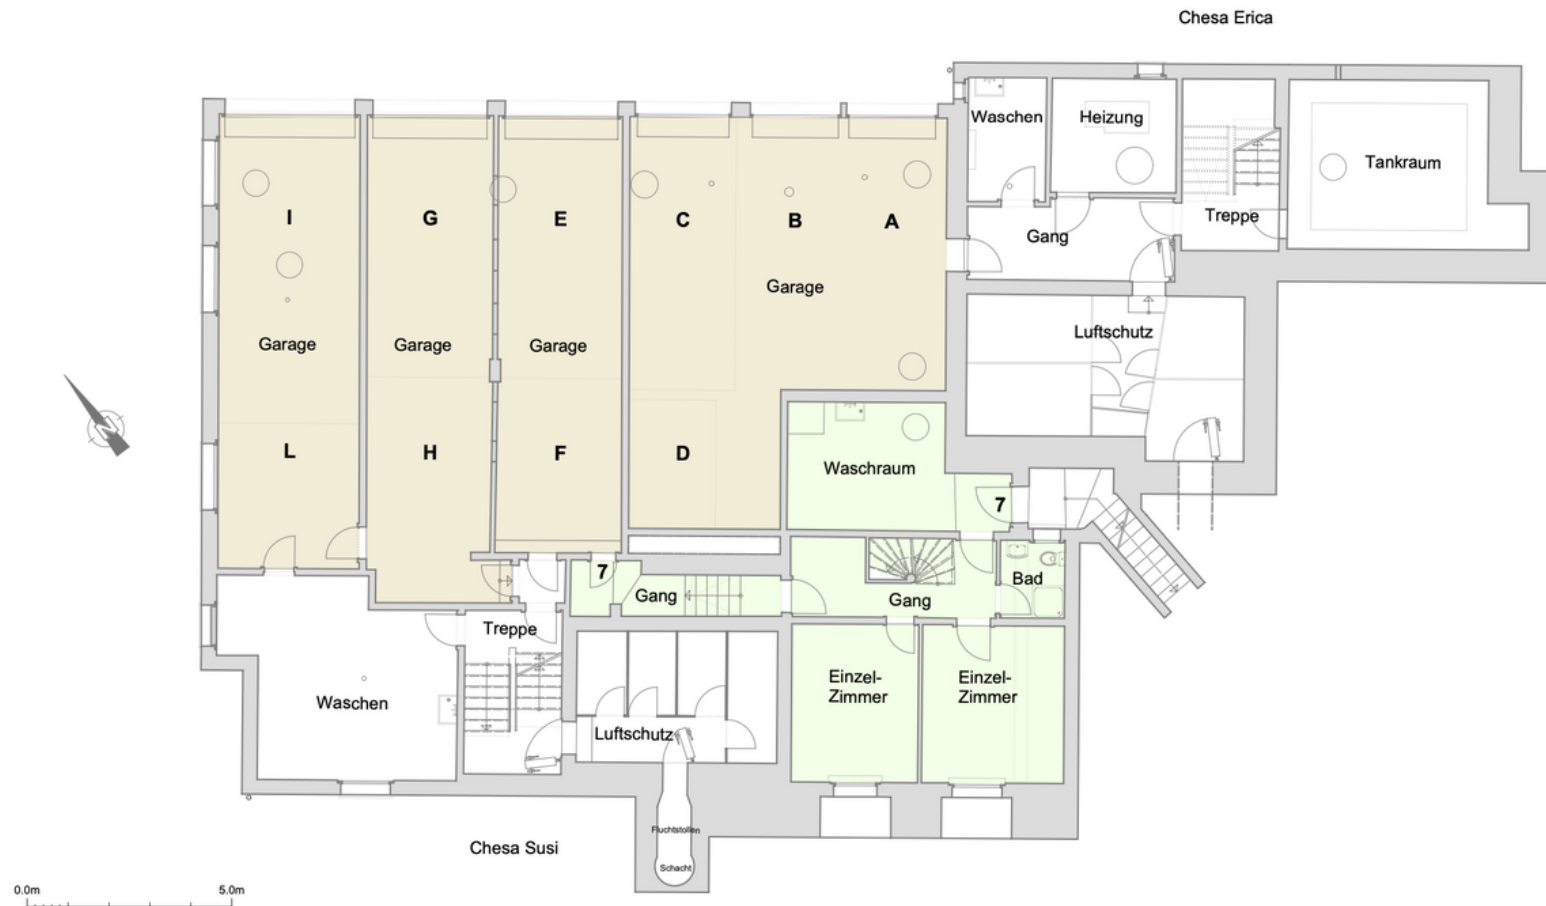 Chesa Erica
Waschen
Heizung
Tankraum
I
G
E
C
B
A
Treppe
Gang
Garage
Luftschutz
Garage
Garage
Garage
L
H
F
D
Waschraum
7
7
Bad
Gang
Gang
Treppe
Einzel-
Zimmer
Einzel-
Zimmer
Waschen
Luftschutz
Fluchtstollen
Chesa Susi
Schacht
0.0m
5.0m
N